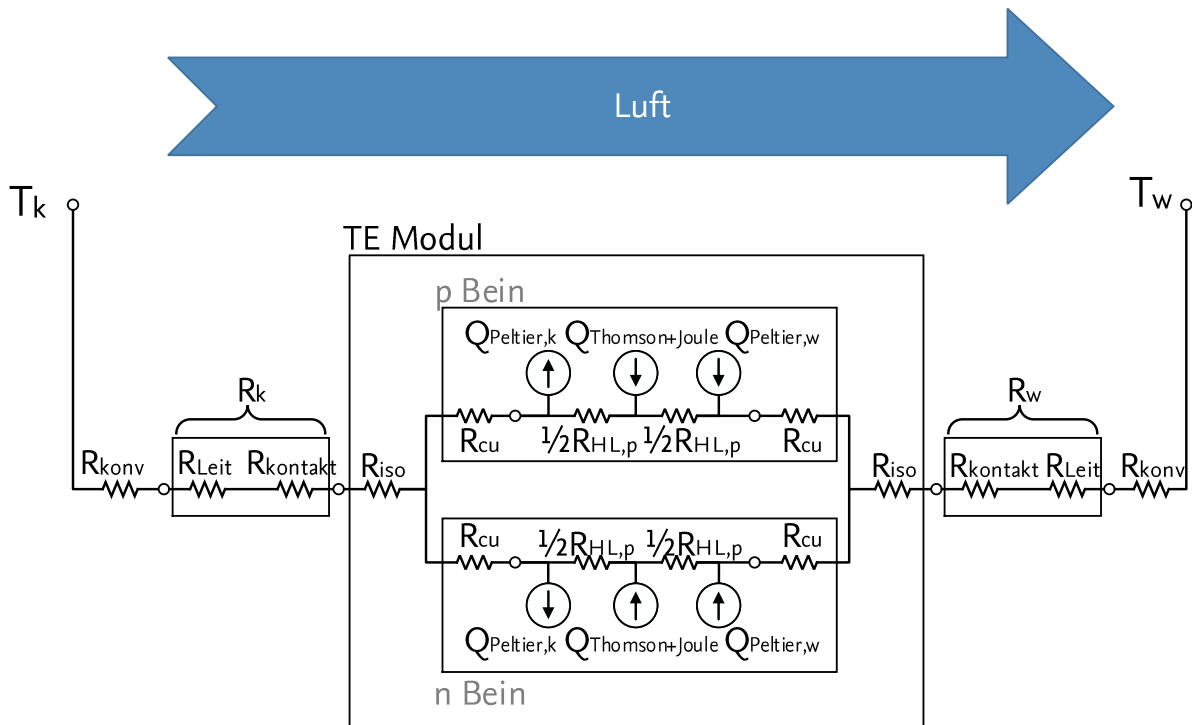 Luft
Tk
Tw
TE Modul
p Bein
QPeltier,k QThomson+Joule QPeltier,w
Rk
Rw
Rcu ½RHL,p ½RHL,p Rcu
Rkonv RLeit Rkontakt Riso
Riso Rkontakt RLeit Rkonv
Rcu ½RHL,p ½RHL,p Rcu
QPeltier,k QThomson+Joule QPeltier,w
n Bein